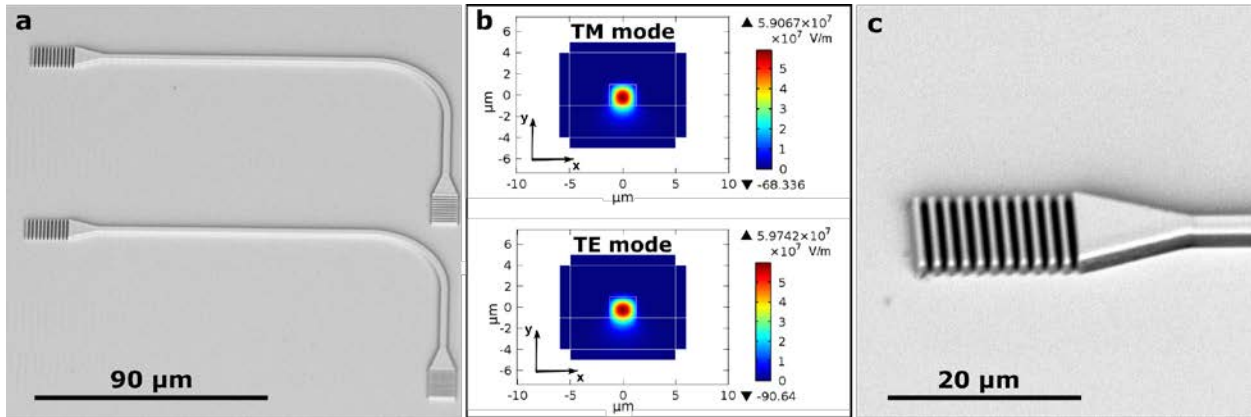 a
90 µm
b
TM mode
▲ 5.9067×10⁷
×10⁷ V/m
6
4
2
0
-2
-4
-6
µm
y
x
-10
-5
0
5
10
µm
5
4
3
2
1
0
▼ -68.336
TE mode
▲ 5.9742×10⁷
×10⁷ V/m
6
4
2
0
-2
-4
-6
µm
y
x
-10
-5
0
5
10
µm
5
4
3
2
1
0
▼ -90.64
c
20 µm